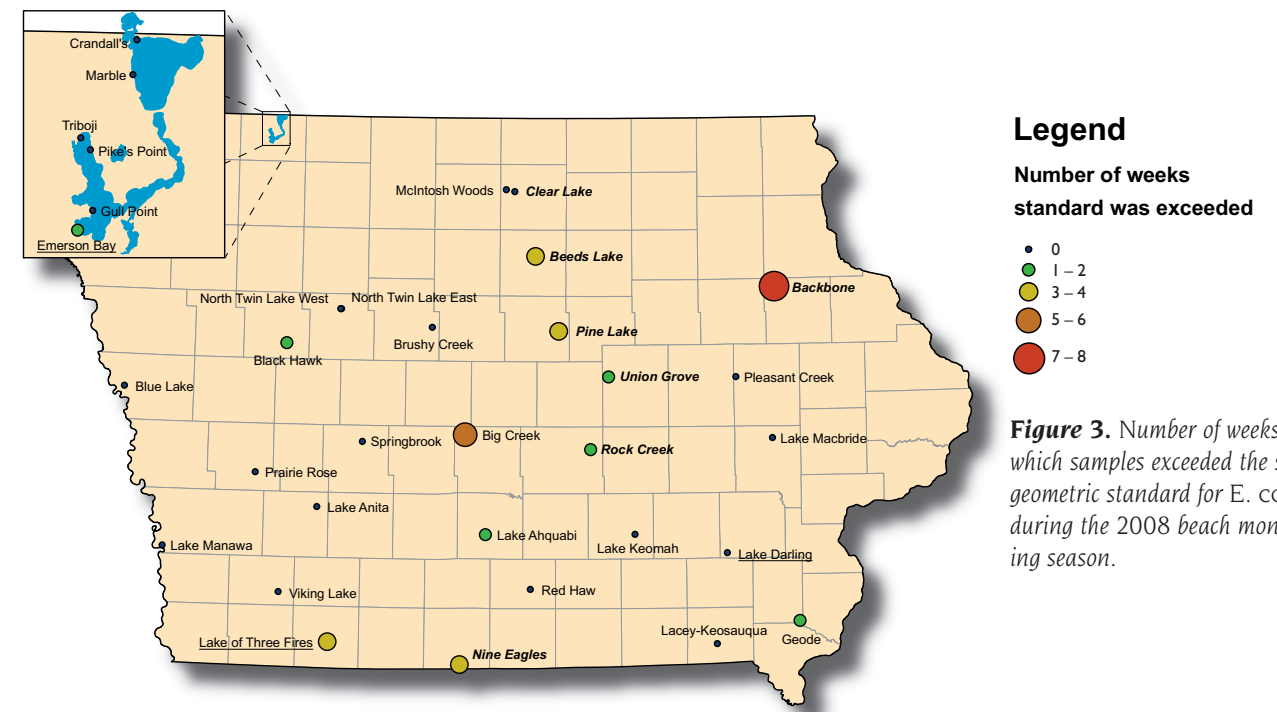 Crandall's
Marble
Triboji
Pike's Point
Gull Point
Emerson Bay
McIntosh Woods
Clear Lake
Beeds Lake
Backbone
North Twin Lake West
North Twin Lake East
Pine Lake
Brushy Creek
Black Hawk
Union Grove
Pleasant Creek
Blue Lake
Springbrook
Big Creek
Lake Macbride
Rock Creek
Prairie Rose
Lake Anita
Lake Ahquabi
Lake Manawa
Lake Keomah
Lake Darling
Viking Lake
Red Haw
Lacey-Keosauqua
Geode
Lake of Three Fires
Nine Eagles
Legend
Number of weeks
standard was exceeded
0
1 – 2
3 – 4
5 – 6
7 – 8
Figure 3. Number of weeks
which samples exceeded the
geometric standard for E.
during the 2008 beach
ing season.